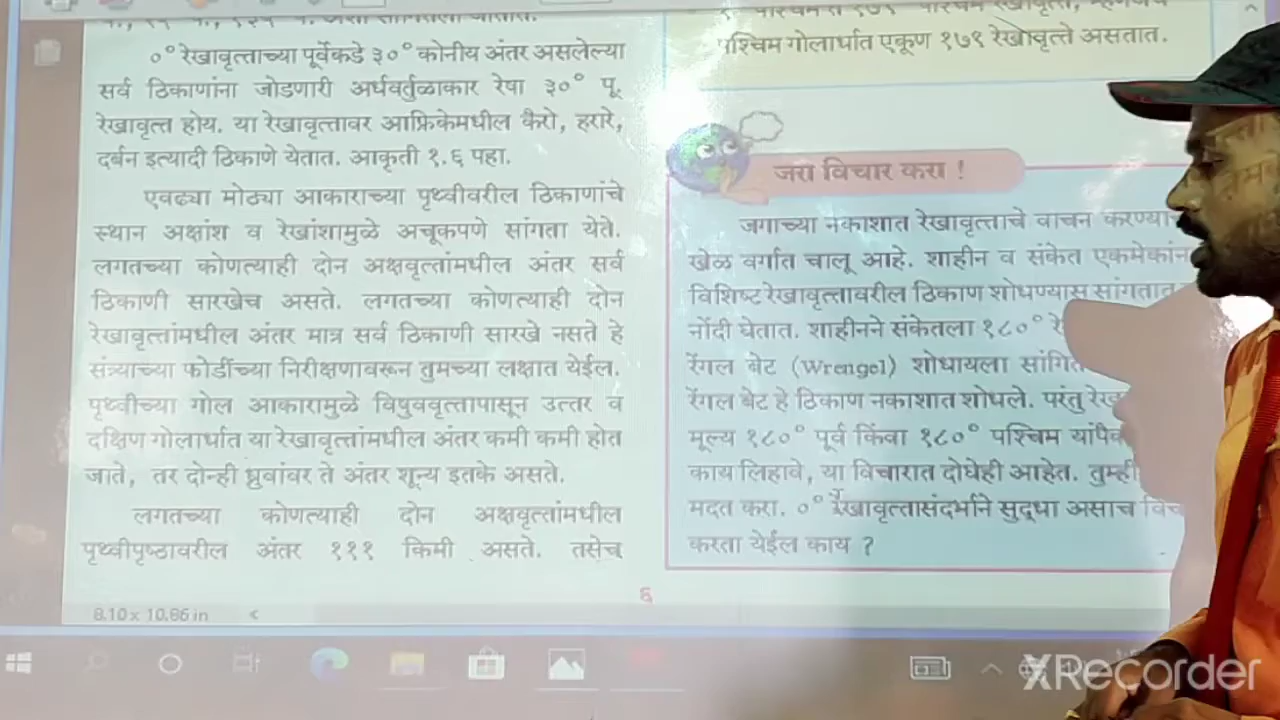 ०° रेखावृत्ताच्या पूर्वेकडे ३०° कोनीय अंतर असलेल्या
सर्व ठिकाणांना जोडणारी अर्धवर्तुळाकार रेषा ३०° पू.
रेखावृत्त होय. या रेखावृत्तावर आफ्रिकेमधील कैरो, हरारे,
दर्बन इत्यादी ठिकाणे येतात. आकृती १.६ पहा.
एवढ्या मोठ्या आकाराच्या पृथ्वीवरील ठिकाणांचे
स्थान अक्षांश व रेखांशामुळे अचूकपणे सांगता येते.
लगतच्या कोणत्याही दोन अक्षवृत्तांमधील अंतर सर्व
ठिकाणी सारखेच असते. लगतच्या कोणत्याही दोन
रेखावृत्तांमधील अंतर मात्र सर्व ठिकाणी सारखे नसते हे
संत्र्याच्या फोडींच्या निरीक्षणावरून तुमच्या लक्षात येईल.
पृथ्वीच्या गोल आकारामुळे विषुववृत्तापासून उत्तर व
दक्षिण गोलार्धात या रेखावृत्तांमधील अंतर कमी कमी होत
जाते, तर दोन्ही ध्रुवांवर ते अंतर शून्य इतके असते.
लगतच्या कोणत्याही दोन अक्षवृत्तांमधील
पृथ्वीपृष्ठावरील अंतर १११ किमी असते. तसेच
पश्चिम गोलार्धात एकूण १७९ रेखावृत्ते असतात.
जरा विचार करा !
जगाच्या नकाशात रेखावृत्ताचे वाचन
खेळ वर्गात चालू आहे. शाहीन व संकेत
विशिष्ट रेखावृत्तावरील ठिकाण शोधण्यास सांगतात
नोंदी घेतात. शाहीनने संकेतला १८०°
रॅंगल बेट (Wrangel) शोधायला
रॅंगल बेट हे ठिकाण नकाशात शोधले. परंतु
मूल्य १८०° पूर्व किंवा १८०° पश्चिम
काय लिहावे, या विचारात दोघेही आहेत. तुम्ही
मदत करा. ०° रेखावृत्तासंदर्भाने सुद्धा असाच
करता येईल काय ?
8.10 x 10.86 in
XRecorder